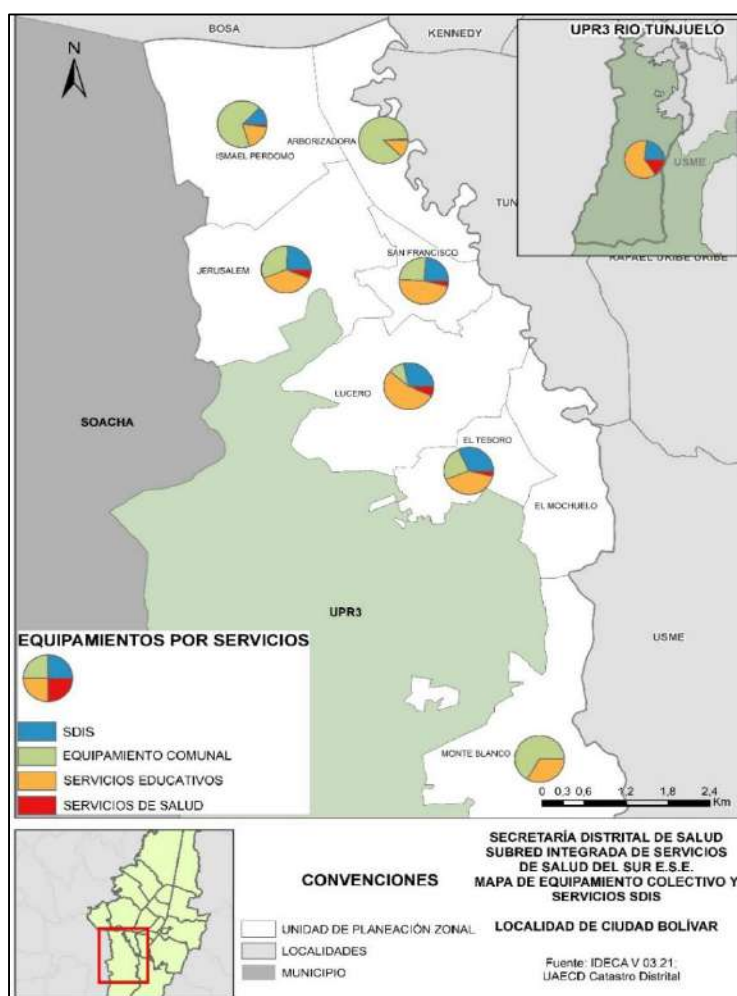 BOSA
KENNEDY
UPR3 RIO TUNJUELO
N
ARBORIZADORA
ISMAEL PERDOMO
USME
TUN
RAFAEL URIBE URIBE
SAN FRANCISCO
JERUSALEM
LUCERO
SOACHA
EL TESORO
EL MOCHUELO
UPR3
USME
EQUIPAMIENTOS POR SERVICIOS
SDIS
EQUIPAMIENTO COMUNAL
SERVICIOS EDUCATIVOS
SERVICIOS DE SALUD
MONTE BLANCO
0 0,3 0,6 1,2 1,8 2,4
Km
CONVENCIONES
UNIDAD DE PLANEACIÓN ZONAL
LOCALIDADES
MUNICIPIO
SECRETARÍA DISTRITAL DE SALUD
SUBRED INTEGRADA DE SERVICIOS
DE SALUD DEL SUR E.S.E.
MAPA DE EQUIPAMIENTO COLECTIVO Y
SERVICIOS SDIS
LOCALIDAD DE CIUDAD BOLÍVAR
Fuente: IDECA V 03.21;
UAECD Catastro Distrital